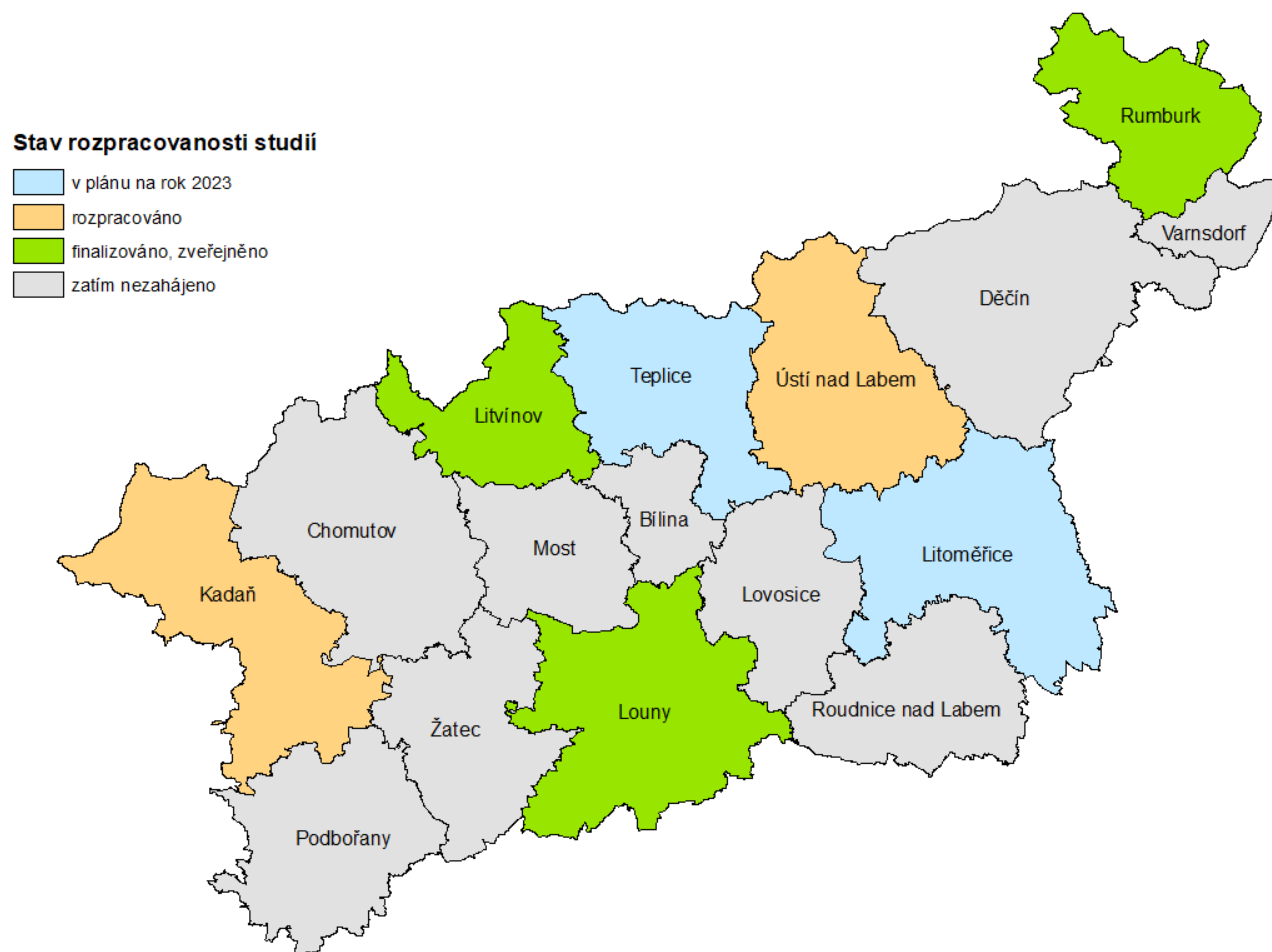 Stav rozpracovanosti studií
v plánu na rok 2023
rozpracováno
finalizováno, zveřejněno
zatím nezahájeno
Rumburk
Varnsdorf
Děčín
Teplice
Ústí nad Labem
Litvínov
Chomutov
Most
Bílina
Litoměřice
Kadaň
Lovosice
Louny
Roudnice nad Labem
Žatec
Podbořany